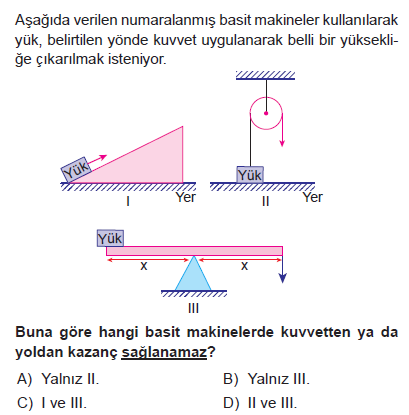 Aşağıda verilen numaralanmış basit makineler kullanılarak
yük, belirtilen yönde kuvvet uygulanarak belli bir yüksekli-
ğe çıkarılmak isteniyor.
Yük
Yer
I
Yük
Yer
II
Yük
x
x
III
Buna göre hangi basit makinelerde kuvvetten ya da
yoldan kazanç sağlanamaz?
A) Yalnız II.
B) Yalnız III.
C) I ve III.
D) II ve III.